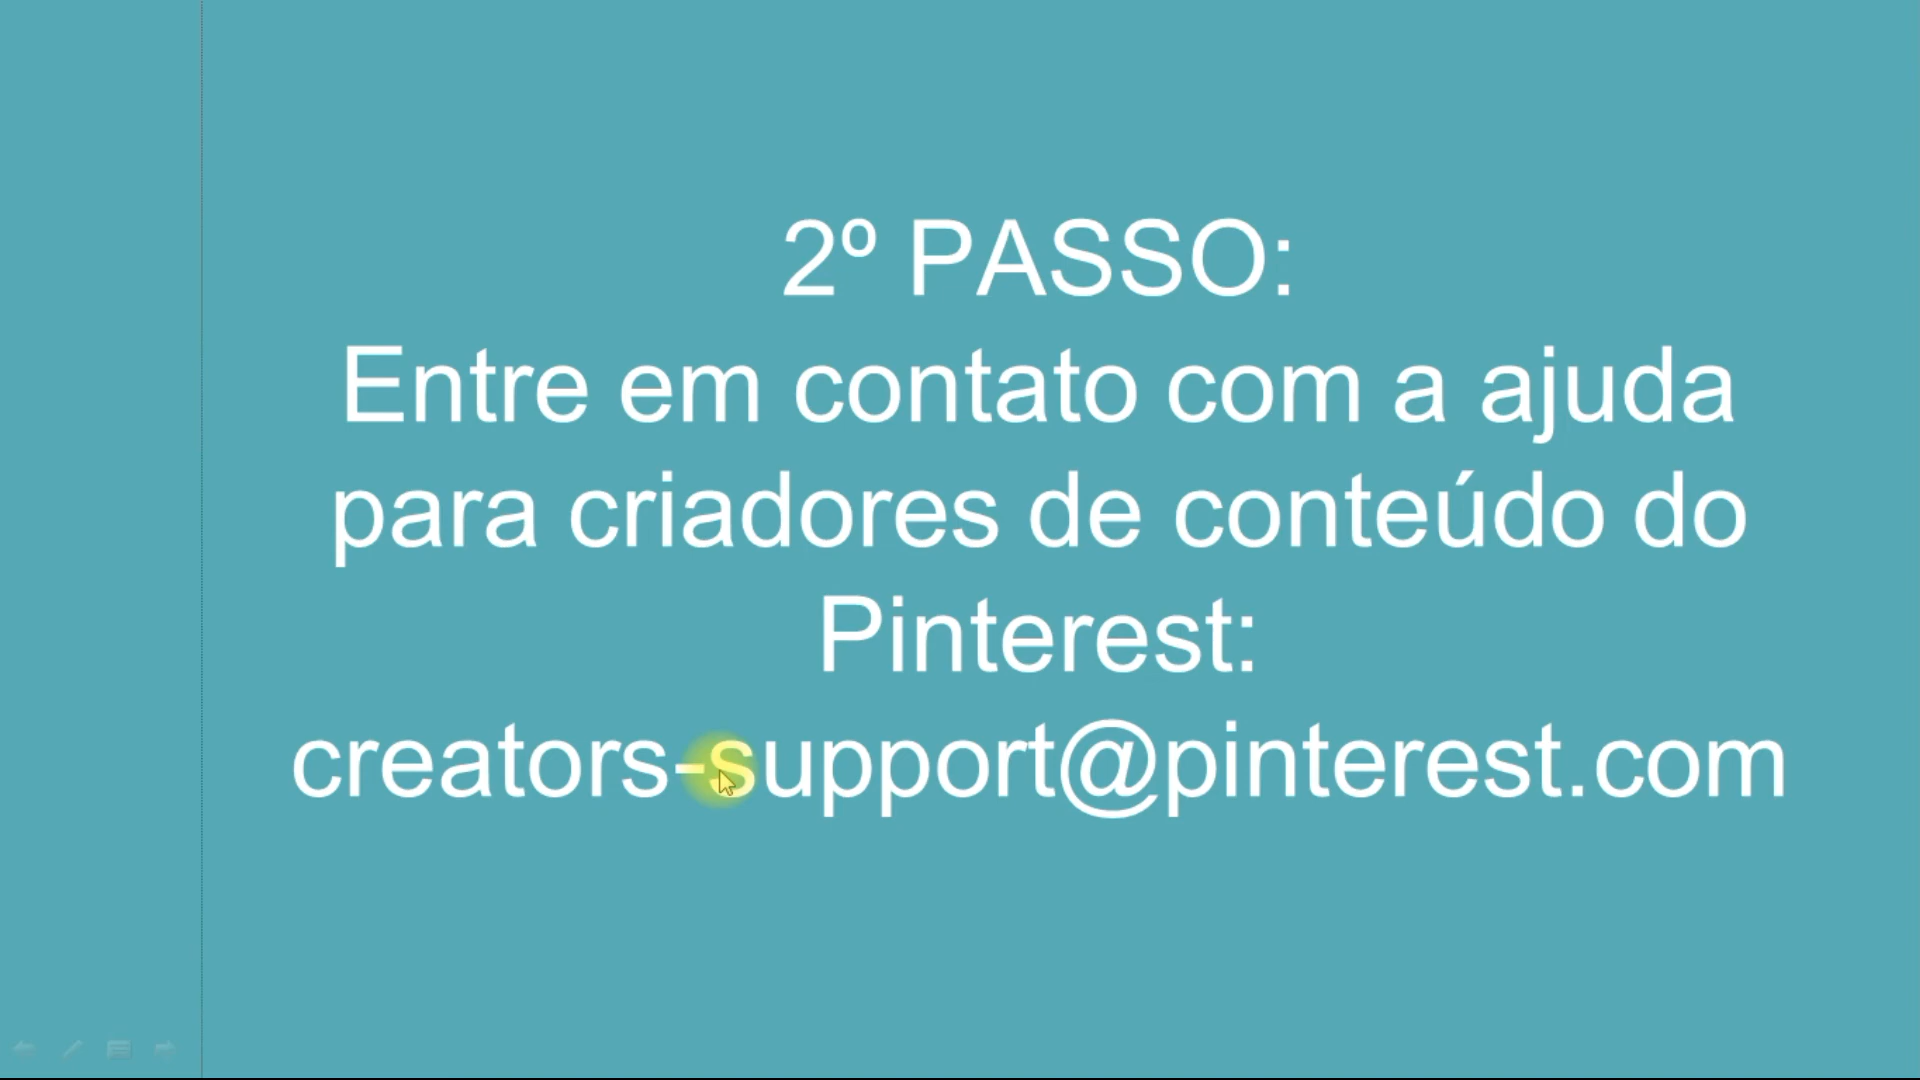 2º PASSO:
Entre em contato com a ajuda
para criadores de conteúdo do
Pinterest:
creators-support@pinterest.com